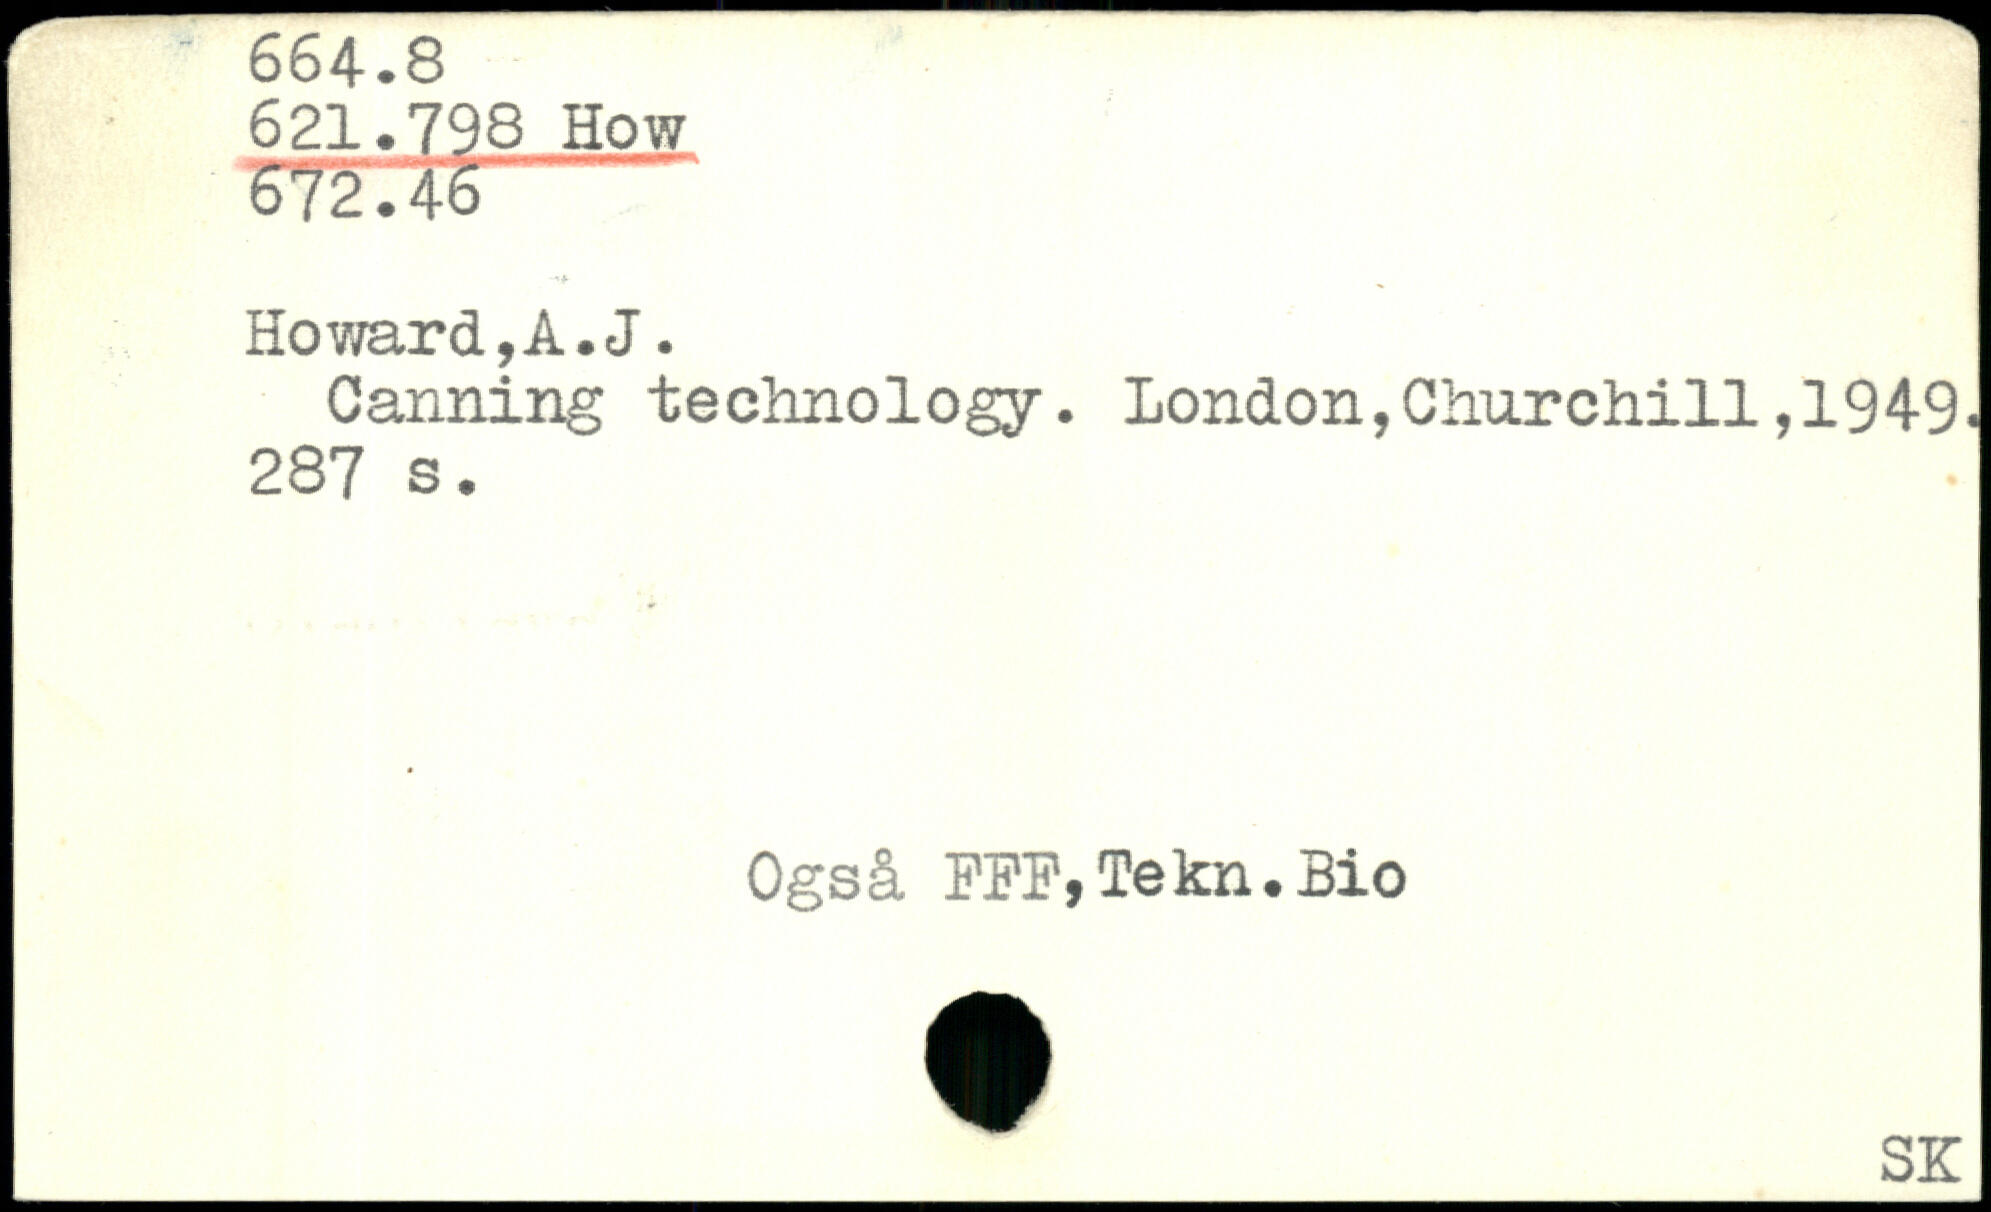 664.8
621.798 How
672.46
Howard,A.J.
Canning technology. London,Churchill,1949.
287 s.
Også FFF,Tekn.Bio
SK